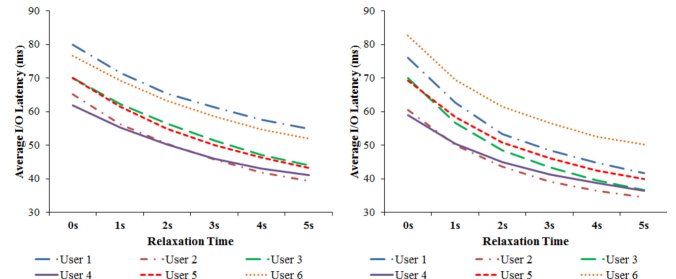 90
80
70
60
50
40
30
Average I/O Latency (ms)
0s 1s 2s 3s 4s 5s
Relaxation Time
User 1 User 2 User 3
User 4 User 5 User 6
90
80
70
60
50
40
30
Average I/O Latency (ms)
0s 1s 2s 3s 4s 5s
Relaxation Time
User 1 User 2 User 3
User 4 User 5 User 6